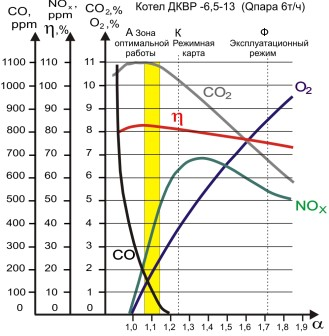 Котел ДКВР -6,5-13 (Qпара 6т/ч)
CO, ppm
NOx, ppm
η,%
CO2,%
O2,%
А Зона оптимальной работы
К Режимная карта
Ф Эксплуатационный режим
1100 110 11
1000 100 10
900 90 9
800 80 8
700 70 7
600 60 6
500 50 5
400 40 4
300 30 3
200 20 2
100 10 1
0 0 0
CO2
O2
η
NOx
CO
1,0 1,1 1,2 1,3 1,4 1,5 1,6 1,7 1,8 1,9
α